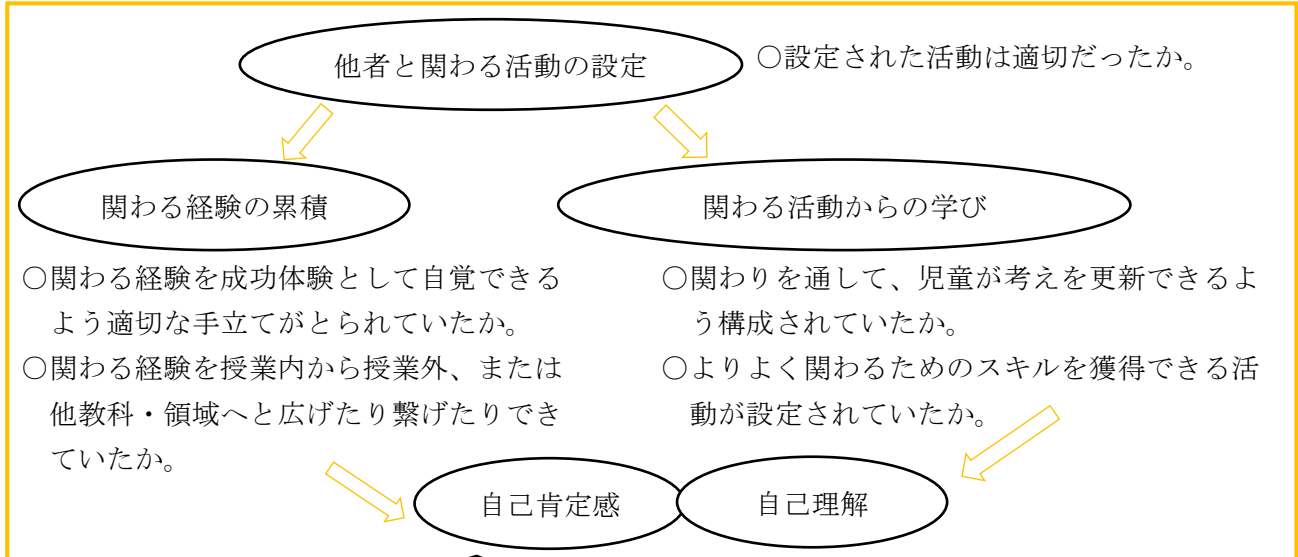 他者と関わる活動の設定
○設定された活動は適切だったか。
関わる経験の累積
関わる活動からの学び
○関わる経験を成功体験として自覚できる
よう適切な手立てがとられていたか。
○関わる経験を授業内から授業外、または
他教科・領域へと広げたり繋げたりでき
ていたか。
○関わりを通して、児童が考えを更新できるよ
う構成されていたか。
○よりよく関わるためのスキルを獲得できる活
動が設定されていたか。
自己肯定感
自己理解